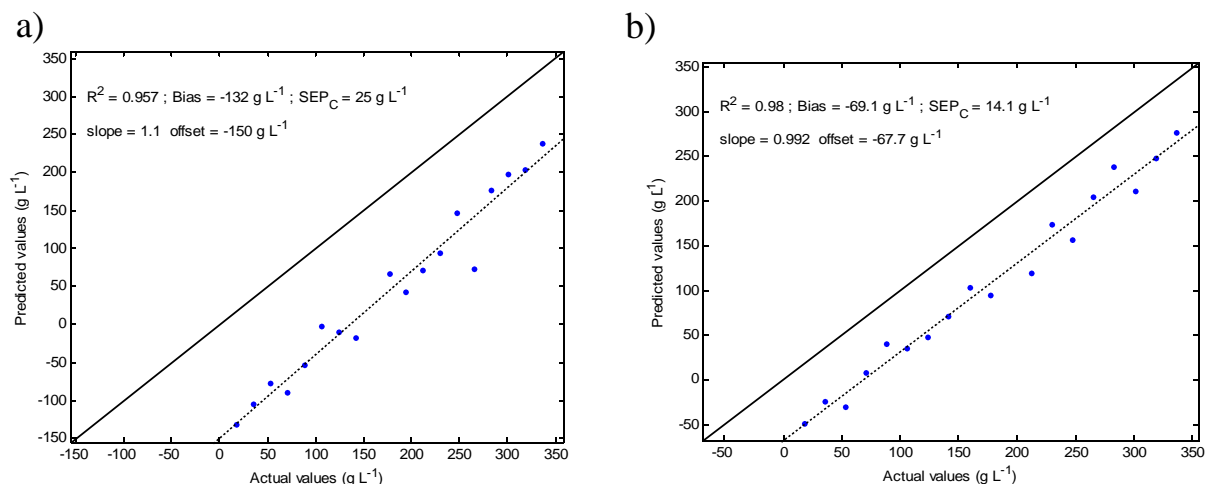 a)
R² = 0.957 ; Bias = -132 g L⁻¹ ; SEP_C = 25 g L⁻¹
slope = 1.1 offset = -150 g L⁻¹
Predicted values (g L⁻¹)
350
300
250
200
150
100
50
0
-50
-100
-150
-150 -100 -50 0 50 100 150 200 250 300 350
Actual values (g L⁻¹)
b)
R² = 0.98 ; Bias = -69.1 g L⁻¹ ; SEP_C = 14.1 g L⁻¹
slope = 0.992 offset = -67.7 g L⁻¹
Predicted values (g L⁻¹)
350
300
250
200
150
100
50
0
-50
-50 0 50 100 150 200 250 300 350
Actual values (g L⁻¹)